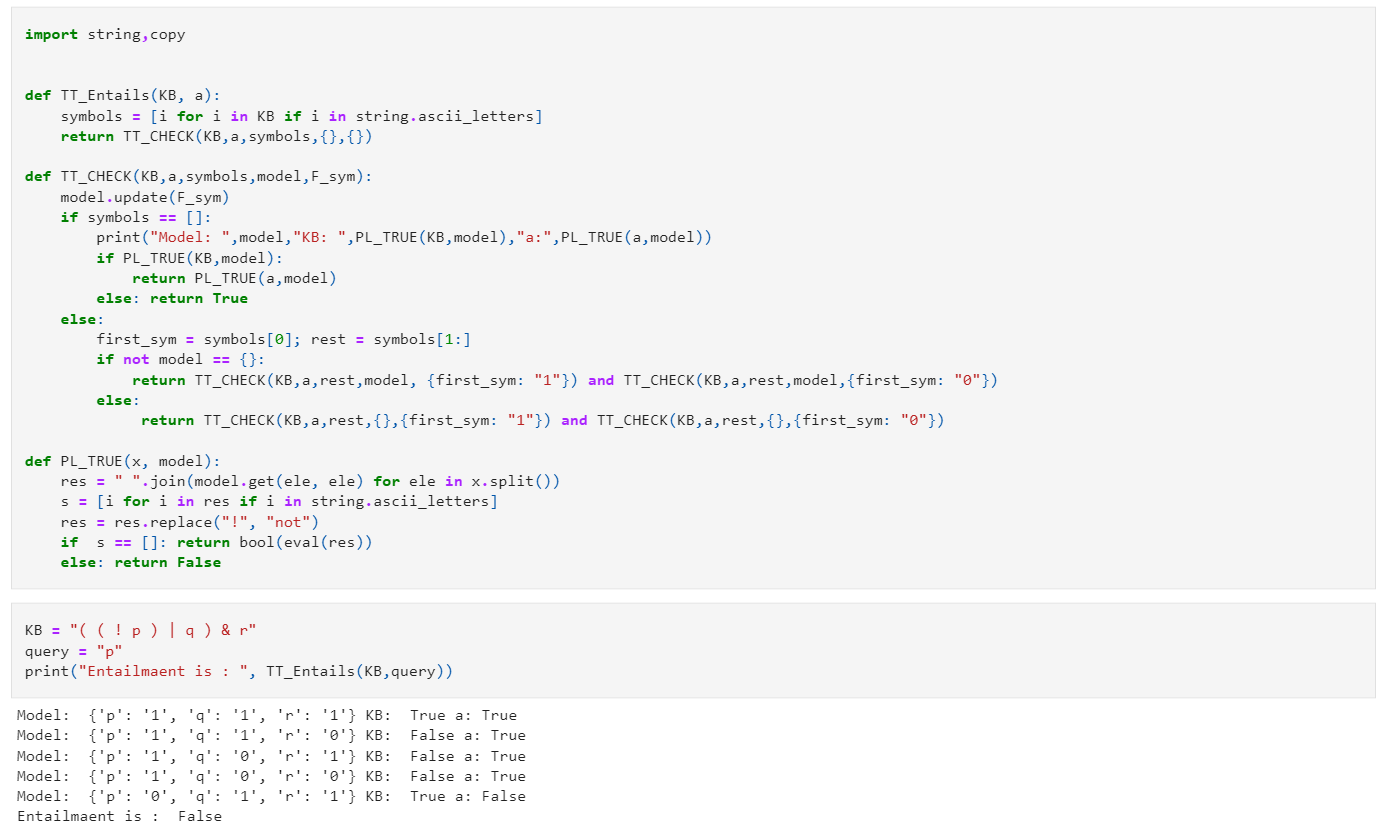 import string,copy
def TT_Entails(KB, a):
    symbols = [i for i in KB if i in string.ascii_letters]
    return TT_CHECK(KB,a,symbols,{},{})
def TT_CHECK(KB,a,symbols,model,F_sym):
    model.update(F_sym)
    if symbols == []:
        print("Model: ",model,"KB: ",PL_TRUE(KB,model),"a:",PL_TRUE(a,model))
        if PL_TRUE(KB,model):
            return PL_TRUE(a,model)
        else: return True
    else:
        first_sym = symbols[0]; rest = symbols[1:]
        if not model == {}:
            return TT_CHECK(KB,a,rest,model, {first_sym: "1"}) and TT_CHECK(KB,a,rest,model,{first_sym: "0"})
        else:
             return TT_CHECK(KB,a,rest,{},{first_sym: "1"}) and TT_CHECK(KB,a,rest,{},{first_sym: "0"})
def PL_TRUE(x, model):
    res = " ".join(model.get(ele, ele) for ele in x.split())
    s = [i for i in res if i in string.ascii_letters]
    res = res.replace("!", "not")
    if  s == []: return bool(eval(res))
    else: return False
KB = "( ( ! p ) | q ) & r"
query = "p"
print("Entailmaent is : ", TT_Entails(KB,query))
Model:  {'p': '1', 'q': '1', 'r': '1'} KB:  True a: True
Model:  {'p': '1', 'q': '1', 'r': '0'} KB:  False a: True
Model:  {'p': '1', 'q': '0', 'r': '1'} KB:  False a: True
Model:  {'p': '1', 'q': '0', 'r': '0'} KB:  False a: True
Model:  {'p': '0', 'q': '1', 'r': '1'} KB:  True a: False
Entailmaent is :  False